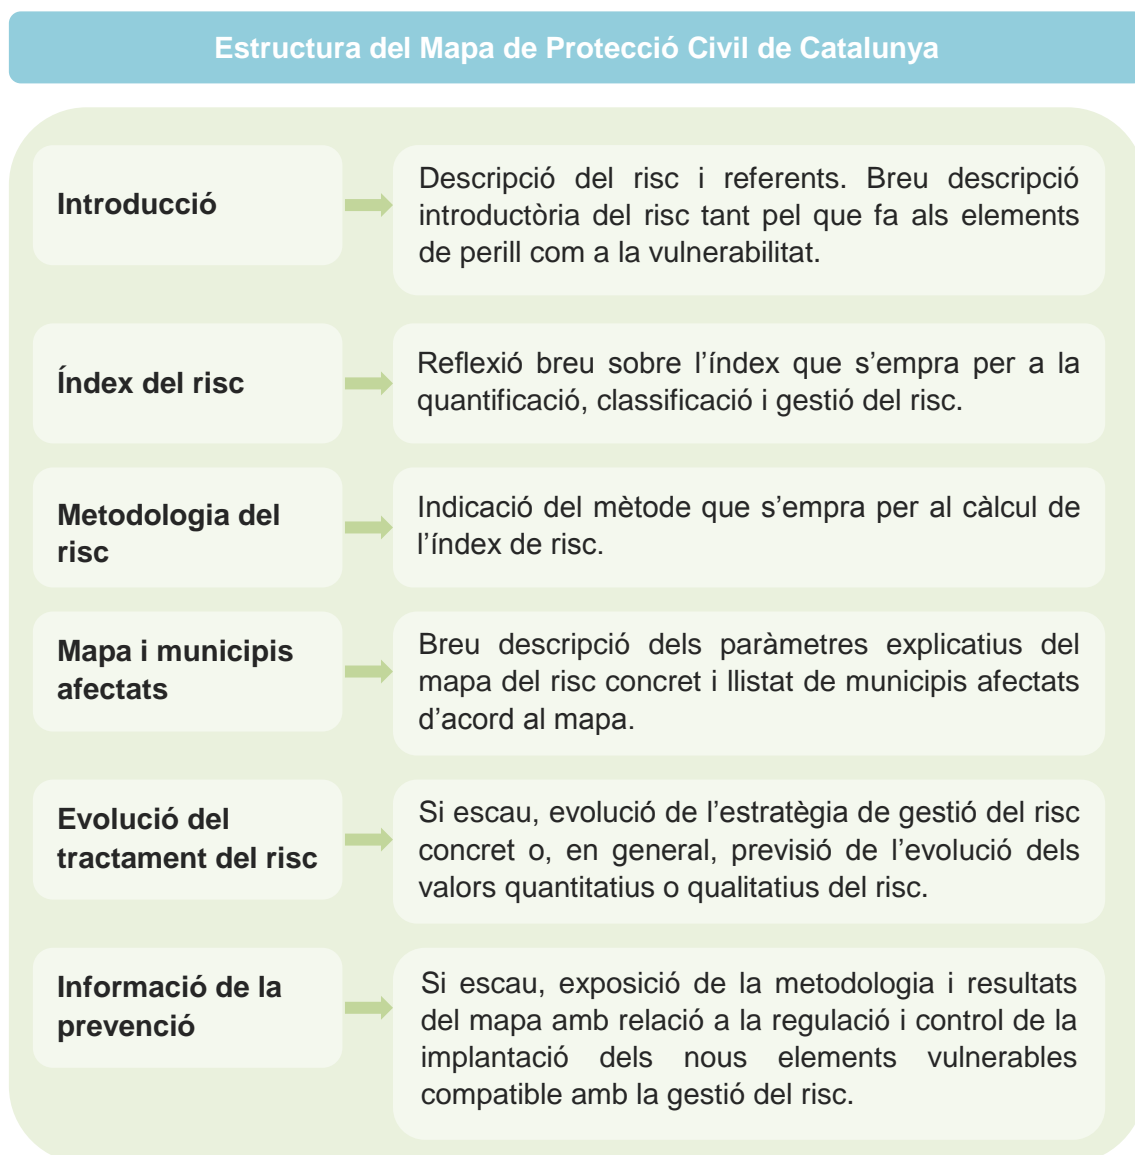 Estructura del Mapa de Protecció Civil de Catalunya
Introducció
Descripció del risc i referents. Breu descripció
introductòria del risc tant pel que fa als elements
de perill com a la vulnerabilitat.
Índex del risc
Reflexió breu sobre l’índex que s’empra per a la
quantificació, classificació i gestió del risc.
Metodologia del
risc
Indicació del mètode que s’empra per al càlcul de
l’índex de risc.
Mapa i municipis
afectats
Breu descripció dels paràmetres explicatius del
mapa del risc concret i llistat de municipis afectats
d’acord al mapa.
Evolució del
tractament del risc
Si escau, evolució de l’estratègia de gestió del risc
concret o, en general, previsió de l’evolució dels
valors quantitatius o qualitatius del risc.
Informació de la
prevenció
Si escau, exposició de la metodologia i resultats
del mapa amb relació a la regulació i control de la
implantació dels nous elements vulnerables
compatible amb la gestió del risc.